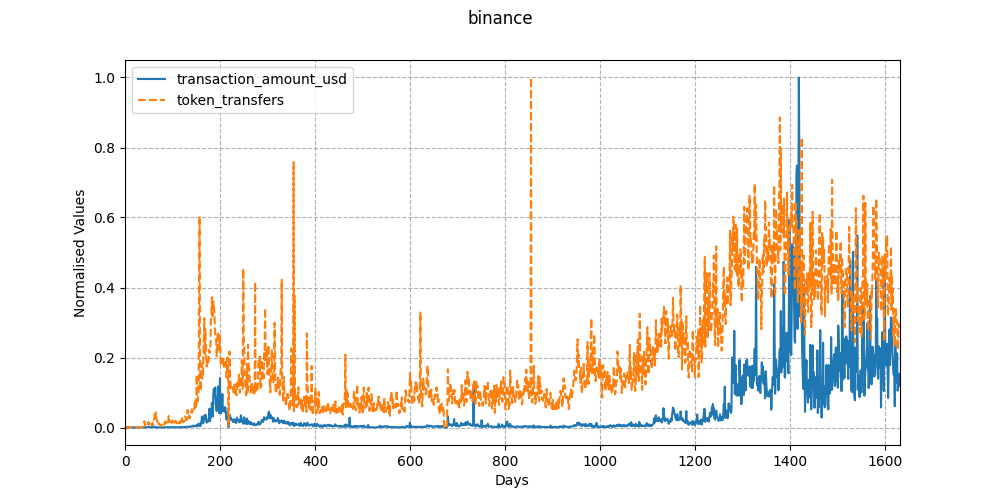 binance
transaction_amount_usd
token_transfers
Normalised Values
1.0
0.8
0.6
0.4
0.2
0.0
0 200 400 600 800 1000 1200 1400 1600
Days